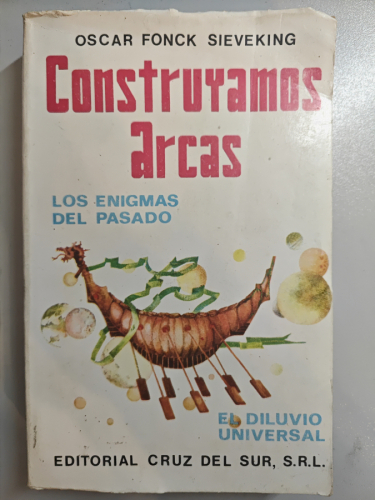 OSCAR FONCK SIEVEKING
Construyamos
arcas
LOS ENIGMAS
DEL PASADO
EL DILUVIO
UNIVERSAL
EDITORIAL CRUZ DEL SUR, S.R.L.